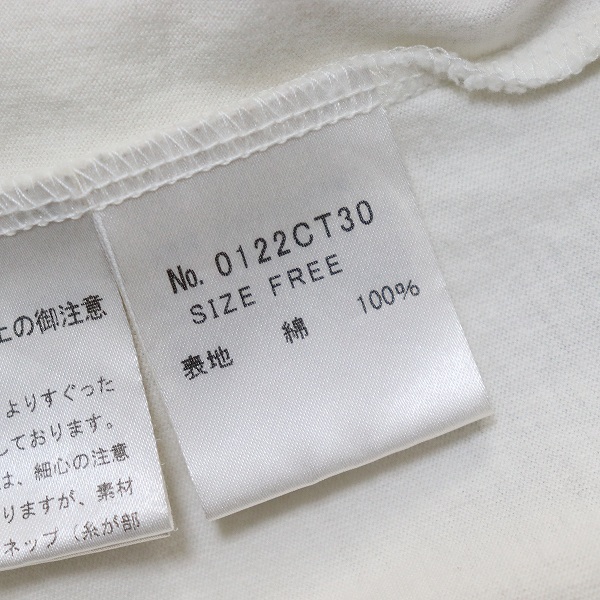 上の御注意
よりすぐった
しております。
は、細心の注意
りますが、素材
ネップ（糸が部
No. 0122CT30
SIZE FREE
表地 綿 100%